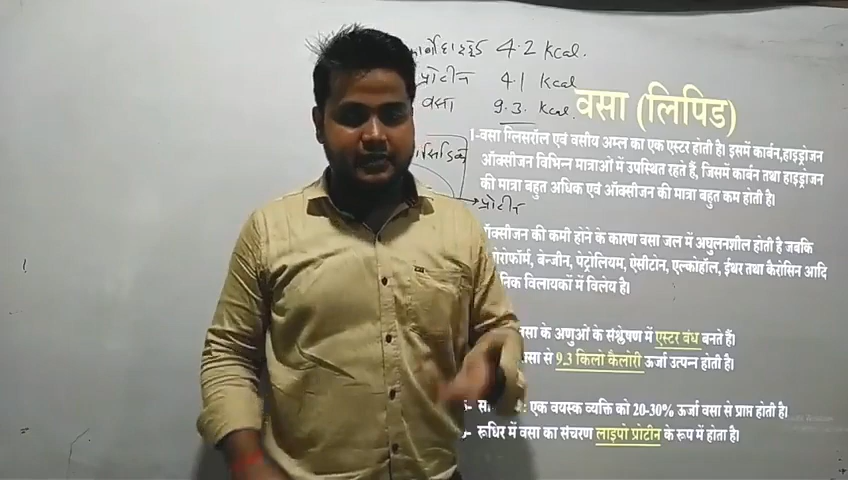 4.2 Kcal.
प्रोटीन 4.1 Kcal
वसा 9.3. Kcal.
वसा (लिपिड)
1-वसा ग्लिसरॉल एवं वसीय अम्ल का एक एस्टर होती है। इसमें कार्बन,हाइड्रोजन
ऑक्सीजन विभिन्न मात्राओं में उपस्थित रहते हैं, जिसमें कार्बन तथा हाइड्रोजन
की मात्रा बहुत अधिक एवं ऑक्सीजन की मात्रा बहुत कम होती है।
प्रोटीन
ऑक्सीजन की कमी होने के कारण वसा जल में अघुलनशील होती है जबकि
बेन्जीन, पेट्रोलियम, ऐसीटोन, एल्कोहॉल, ईथर तथा कैरोसिन आदि
विलायकों में विलेय है।
के अणुओं के संश्लेषण में एस्टर बंध बनते हैं।
से 9.3 किलो कैलोरी ऊर्जा उत्पन्न होती है।
एक वयस्क व्यक्ति को 20-30% ऊर्जा वसा से प्राप्त होती है।
रूधिर में वसा का संचरण लाइपो प्रोटीन के रूप में होता है।